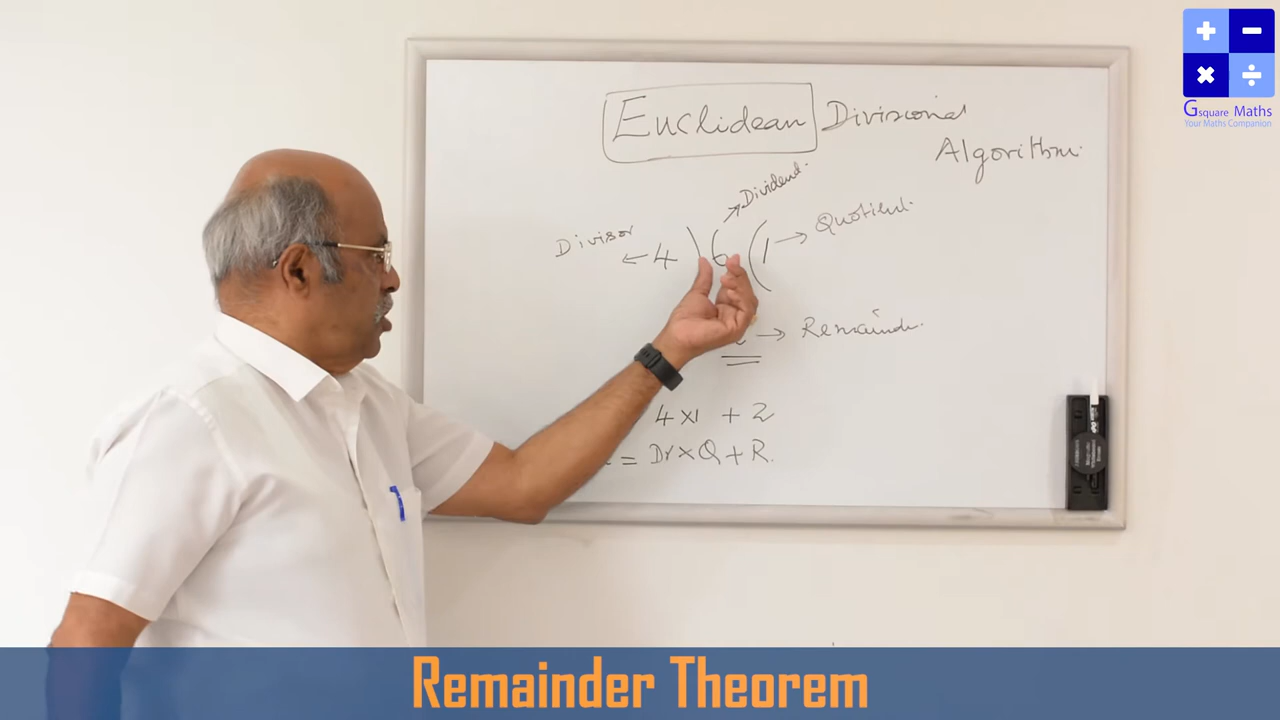 Gsquare Maths
Your Maths Companion
Euclidean Divisional
Algorithm.
Dividend.
Divisor ← 4 ) 6 ( 1 → Quotient.
→ Remainder.
4 x 1 + 2
= Dr x Q + R.
Remainder Theorem